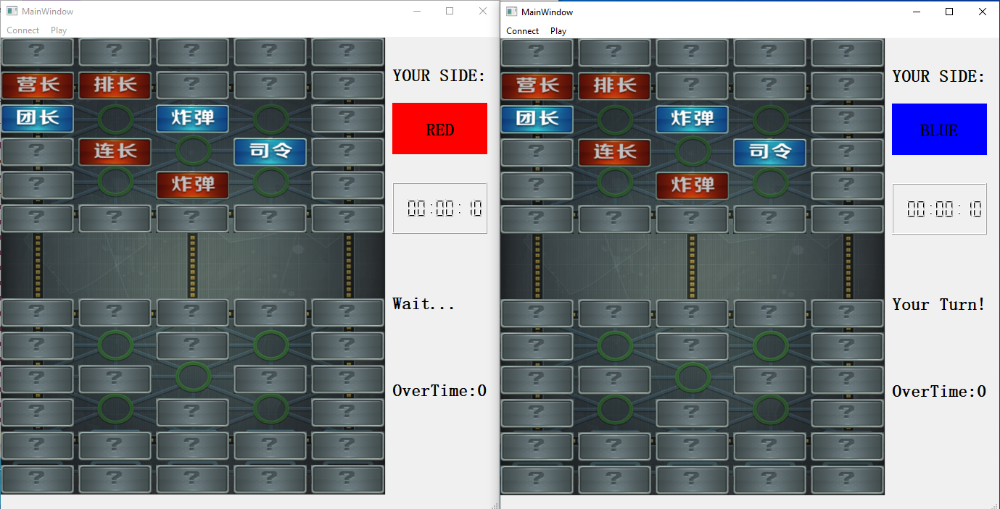 MainWindow
Connect Play
? ? ? ? ?
营长 排长 ? ? ?
团长 炸弹 ?
? 连长 司令 ?
? 炸弹 ?
? ? ? ? ?
? ? ? ? ?
? ? ?
? ? ? ?
? ? ?
? ? ? ? ?
? ? ? ? ?
YOUR SIDE:
RED
00:00:10
Wait...
OverTime:0
MainWindow
Connect Play
? ? ? ? ?
营长 排长 ? ? ?
团长 炸弹 ?
? 连长 司令 ?
? 炸弹 ?
? ? ? ? ?
? ? ? ? ?
? ? ?
? ? ? ?
? ? ?
? ? ? ? ?
? ? ? ? ?
YOUR SIDE:
BLUE
00:00:10
Your Turn!
OverTime:0